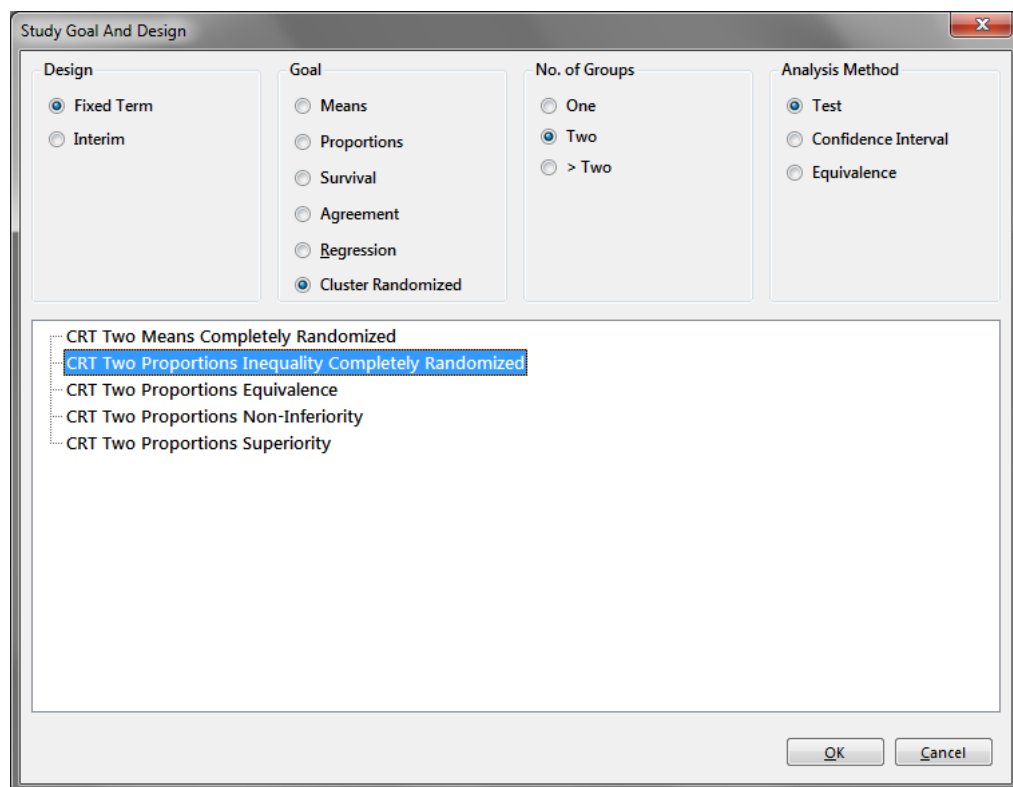 Study Goal And Design
Design
Fixed Term
Interim
Goal
Means
Proportions
Survival
Agreement
Regression
Cluster Randomized
No. of Groups
One
Two
> Two
Analysis Method
Test
Confidence Interval
Equivalence
CRT Two Means Completely Randomized
CRT Two Proportions Inequality Completely Randomized
CRT Two Proportions Equivalence
CRT Two Proportions Non-Inferiority
CRT Two Proportions Superiority
OK
Cancel